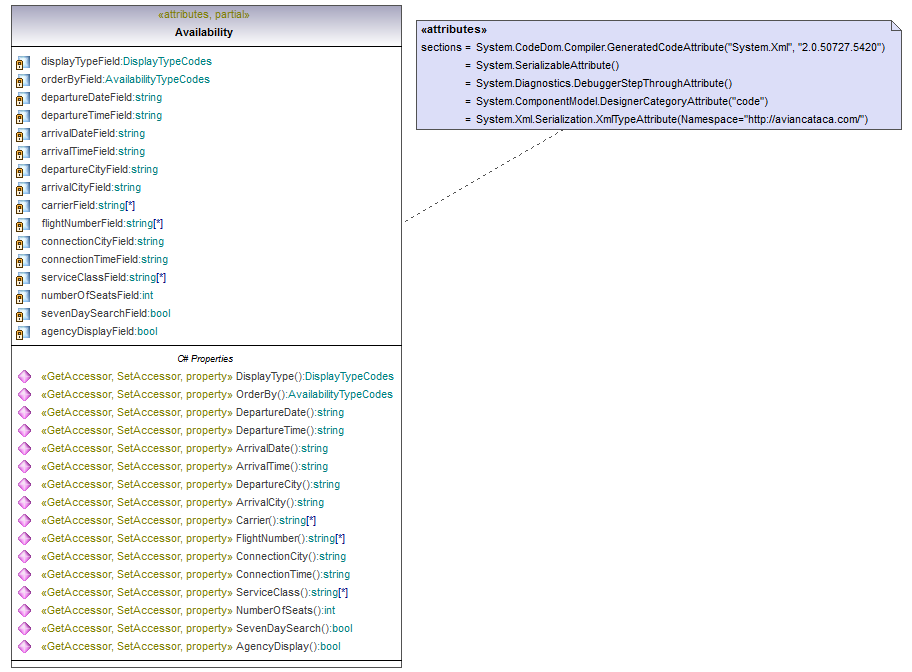 «attributes, partial»
Availability
displayTypeField:DisplayTypeCodes
orderByField:AvailabilityTypeCodes
departureDateField:string
departureTimeField:string
arrivalDateField:string
arrivalTimeField:string
departureCityField:string
arrivalCityField:string
carrierField:string[*]
flightNumberField:string[*]
connectionCityField:string
connectionTimeField:string
serviceClassField:string[*]
numberOfSeatsField:int
sevenDaySearchField:bool
agencyDisplayField:bool
C# Properties
«GetAccessor, SetAccessor, property» DisplayType():DisplayTypeCodes
«GetAccessor, SetAccessor, property» OrderBy():AvailabilityTypeCodes
«GetAccessor, SetAccessor, property» DepartureDate():string
«GetAccessor, SetAccessor, property» DepartureTime():string
«GetAccessor, SetAccessor, property» ArrivalDate():string
«GetAccessor, SetAccessor, property» ArrivalTime():string
«GetAccessor, SetAccessor, property» DepartureCity():string
«GetAccessor, SetAccessor, property» ArrivalCity():string
«GetAccessor, SetAccessor, property» Carrier():string[*]
«GetAccessor, SetAccessor, property» FlightNumber():string[*]
«GetAccessor, SetAccessor, property» ConnectionCity():string
«GetAccessor, SetAccessor, property» ConnectionTime():string
«GetAccessor, SetAccessor, property» ServiceClass():string[*]
«GetAccessor, SetAccessor, property» NumberOfSeats():int
«GetAccessor, SetAccessor, property» SevenDaySearch():bool
«GetAccessor, SetAccessor, property» AgencyDisplay():bool
«attributes»
sections = System.CodeDom.Compiler.GeneratedCodeAttribute("System.Xml", "2.0.50727.5420")
= System.SerializableAttribute()
= System.Diagnostics.DebuggerStepThroughAttribute()
= System.ComponentModel.DesignerCategoryAttribute("code")
= System.Xml.Serialization.XmlTypeAttribute(Namespace="http://aviancataca.com/")